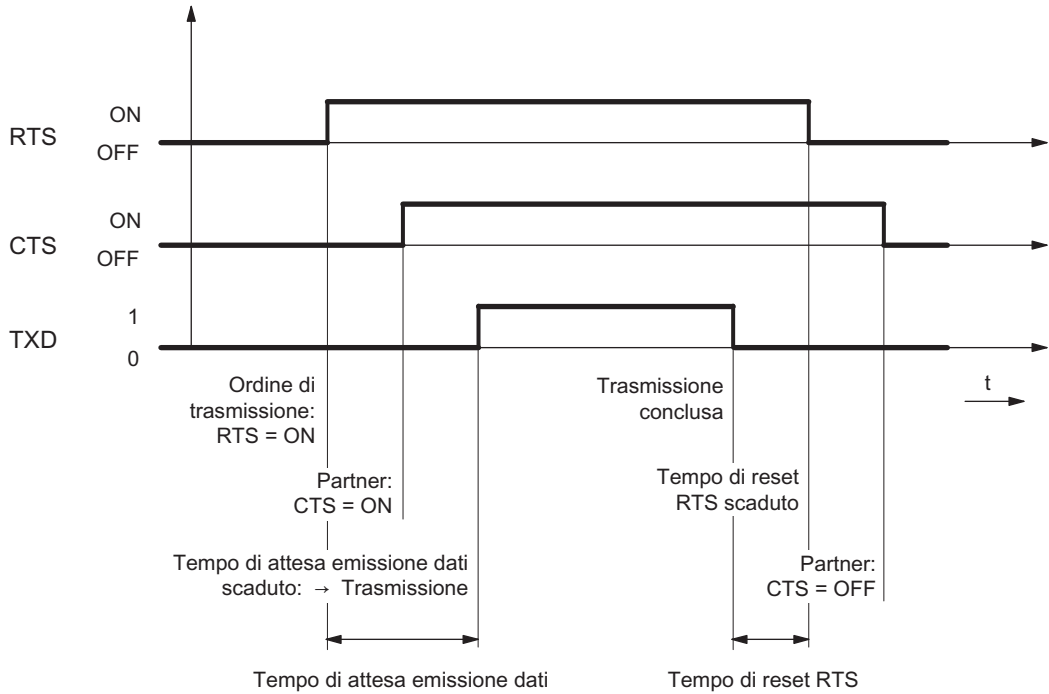 ON
RTS
OFF
ON
CTS
OFF
1
TXD
0
t
Ordine di
trasmissione:
RTS = ON
Trasmissione
conclusa
Partner:
CTS = ON
Tempo di reset
RTS scaduto
Tempo di attesa emissione dati
scaduto: → Trasmissione
Partner:
CTS = OFF
Tempo di attesa emissione dati
Tempo di reset RTS